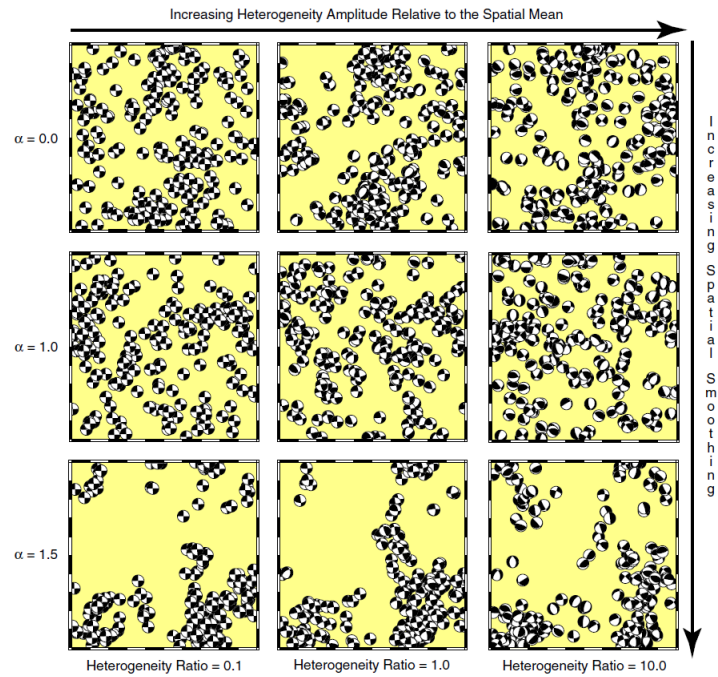 Increasing Heterogeneity Amplitude Relative to the Spatial Mean
α = 0.0
α = 1.0
α = 1.5
Increasing Spatial Smoothing
Heterogeneity Ratio = 0.1
Heterogeneity Ratio = 1.0
Heterogeneity Ratio = 10.0